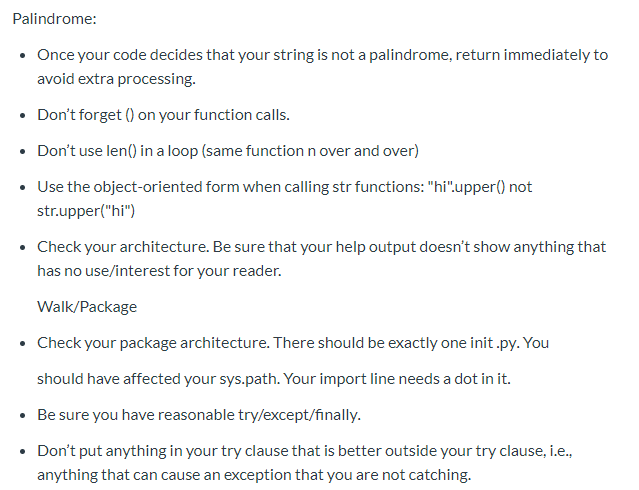 Palindrome:
• Once your code decides that your string is not a palindrome, return immediately to
avoid extra processing.
• Don’t forget () on your function calls.
• Don’t use len() in a loop (same function n over and over)
• Use the object-oriented form when calling str functions: "hi".upper() not
str.upper("hi")
• Check your architecture. Be sure that your help output doesn’t show anything that
has no use/interest for your reader.
Walk/Package
• Check your package architecture. There should be exactly one init .py. You
should have affected your sys.path. Your import line needs a dot in it.
• Be sure you have reasonable try/except/finally.
• Don’t put anything in your try clause that is better outside your try clause, i.e.,
anything that can cause an exception that you are not catching.